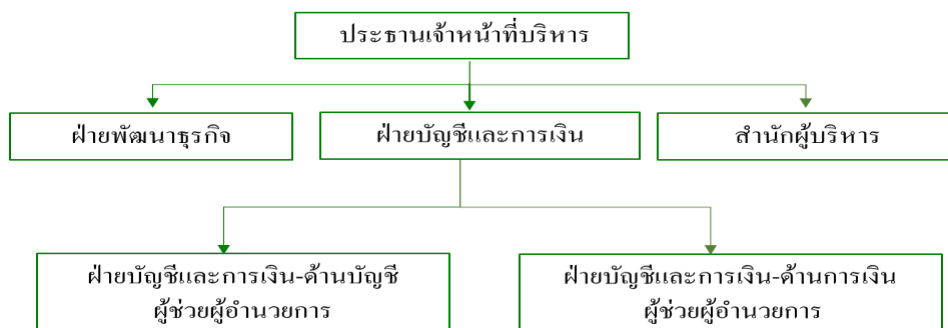 ประธานเจ้าหน้าที่บริหาร
ฝ่ายพัฒนาธุรกิจ
ฝ่ายบัญชีและการเงิน
สำนักผู้บริหาร
ฝ่ายบัญชีและการเงิน-ด้านบัญชี
ผู้ช่วยผู้อำนวยการ
ฝ่ายบัญชีและการเงิน-ด้านการเงิน
ผู้ช่วยผู้อำนวยการ